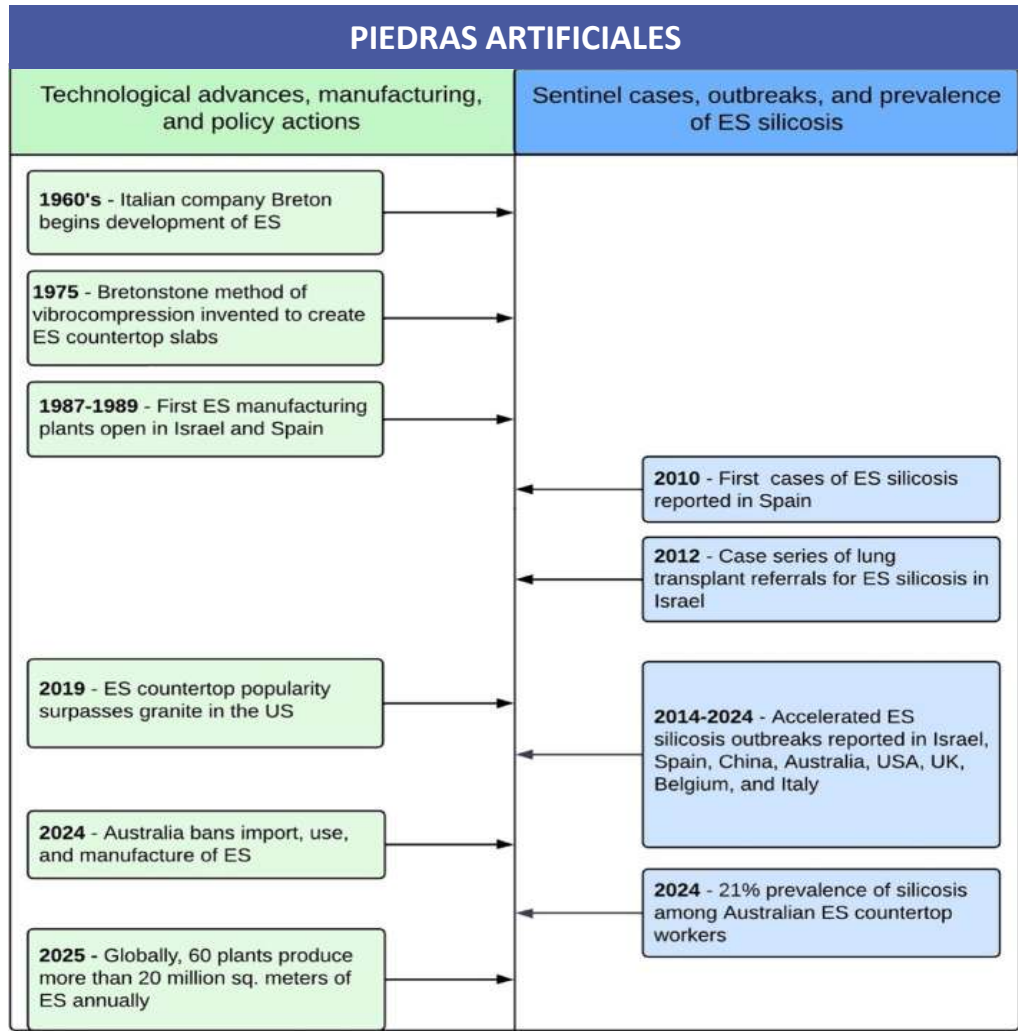 PIEDRAS ARTIFICIALES
Technological advances, manufacturing,
and policy actions
Sentinel cases, outbreaks, and prevalence
of ES silicosis
1960's - Italian company Breton
begins development of ES
1975 - Bretonstone method of
vibrocompression invented to create
ES countertop slabs
1987-1989 - First ES manufacturing
plants open in Israel and Spain
2010 - First cases of ES silicosis
reported in Spain
2012 - Case series of lung
transplant referrals for ES silicosis in
Israel
2019 - ES countertop popularity
surpasses granite in the US
2014-2024 - Accelerated ES
silicosis outbreaks reported in Israel,
Spain, China, Australia, USA, UK,
Belgium, and Italy
2024 - Australia bans import, use,
and manufacture of ES
2024 - 21% prevalence of silicosis
among Australian ES countertop
workers
2025 - Globally, 60 plants produce
more than 20 million sq. meters of
ES annually